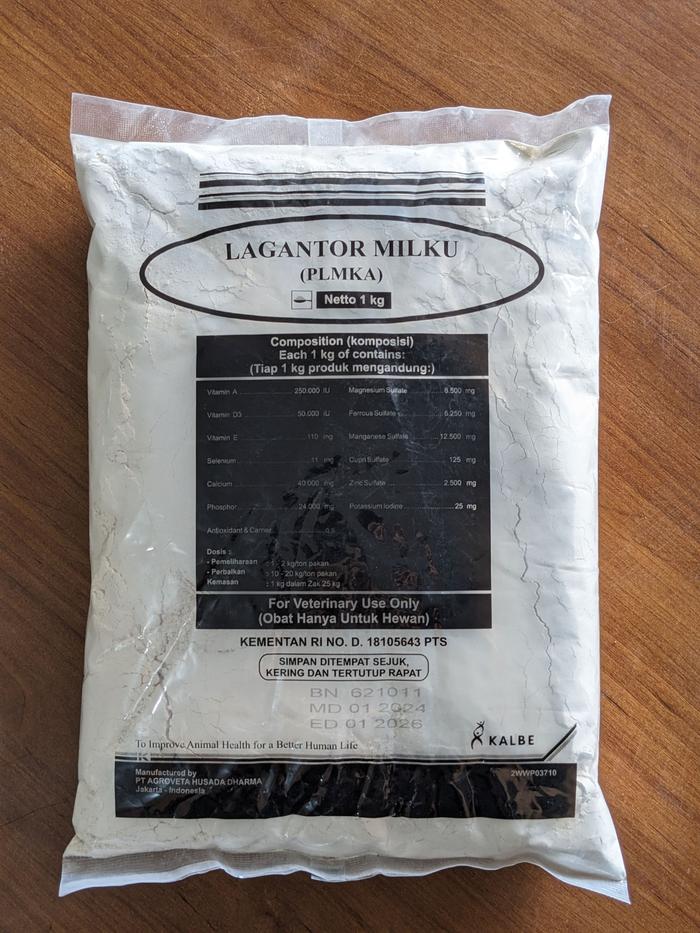 LAGANTOR MILKU
(PLMKA)
Netto 1 kg
Composition (komposisi)
Each 1 kg of contains:
(Tiap 1 kg produk mengandung:)
Vitamin A 250.000 IU
Vitamin D3 50.000 IU
Vitamin E 110 mg
Selenium 11 mg
Calcium 40.000 mg
Phosphor 24.000 mg
Antioxidant & Carrier q.s
Magnesium Sulfate 6.500 mg
Ferrous Sulfate 6.250 mg
Manganese Sulfate 12.500 mg
Cupri Sulfate 125 mg
Zinc Sulfate 2.500 mg
Potassium Iodine 25 mg
Dosis :
- Pemeliharaan : 1 - 2 kg/ton pakan
- Perbaikan : 10 - 20 kg/ton pakan
Kemasan : 1 kg dalam Zak 25 kg
For Veterinary Use Only
(Obat Hanya Untuk Hewan)
KEMENTAN RI NO. D. 18105643 PTS
SIMPAN DITEMPAT SEJUK,
KERING DAN TERTUTUP RAPAT
BN 621011
MD 01 2024
ED 01 2026
To Improve Animal Health for a Better Human Life
KALBE
Manufactured by
PT AGROVETA HUSADA DHARMA
Jakarta - Indonesia
2WWP03710